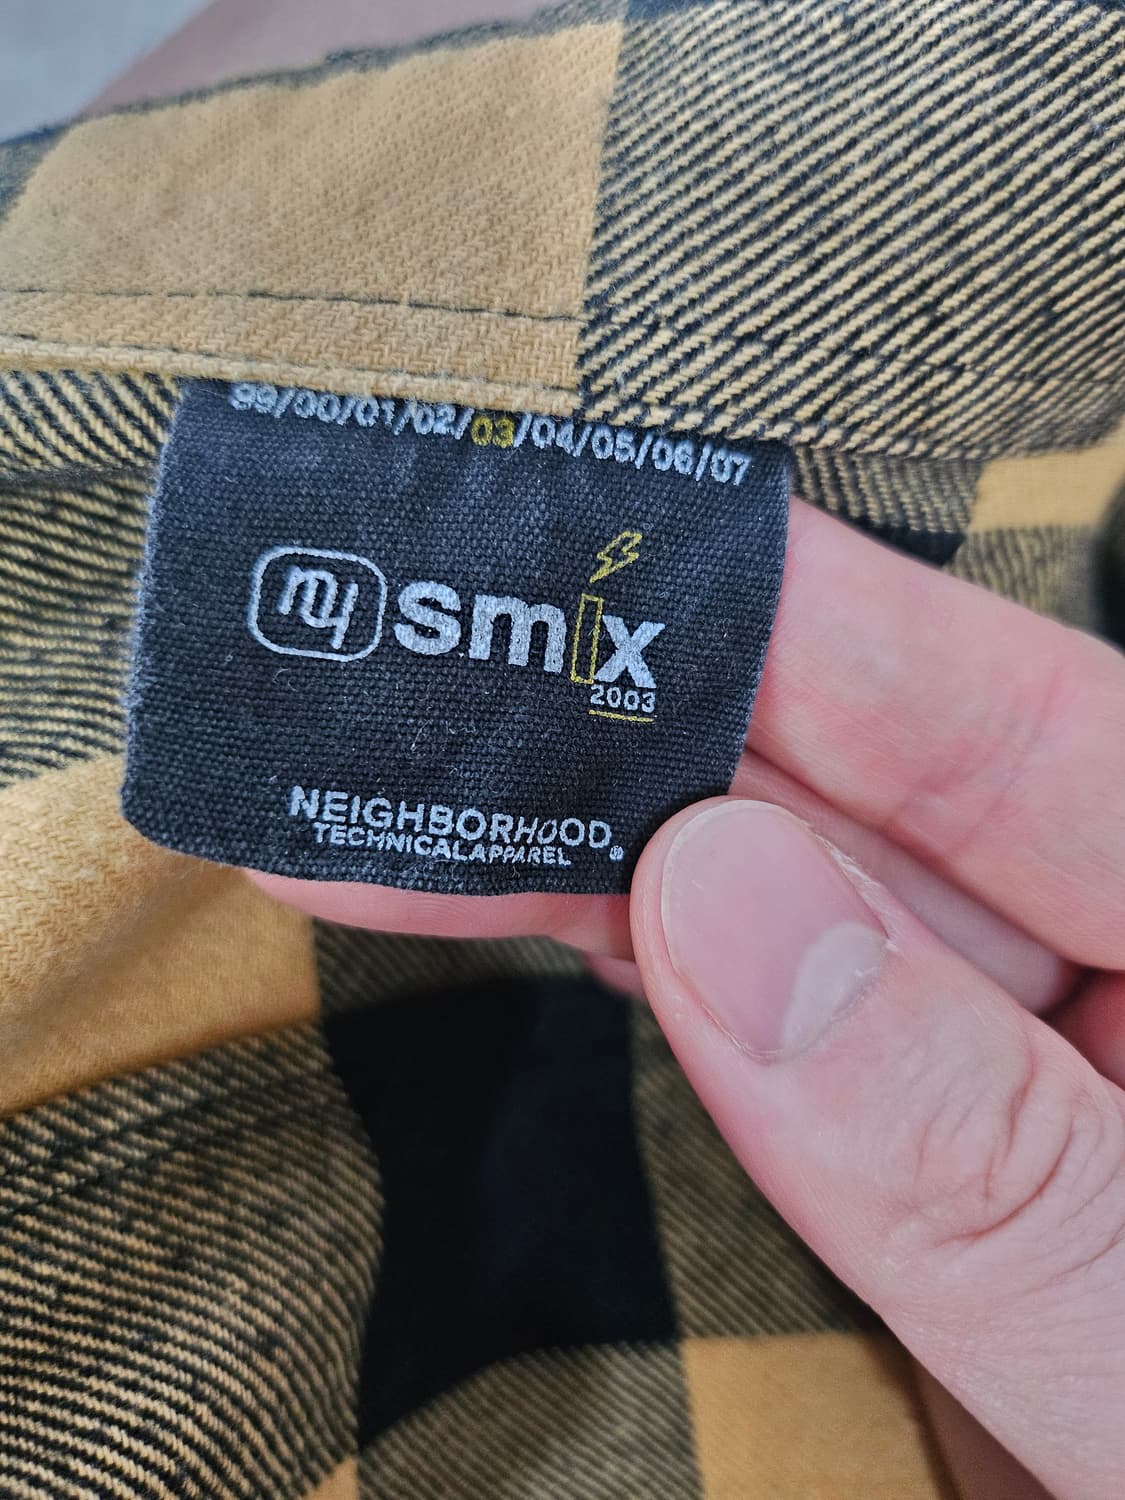 99/00/01/02/03/04/05/06/07
smix
2003
NEIGHBORHOOD®
TECHNICALAPPAREL